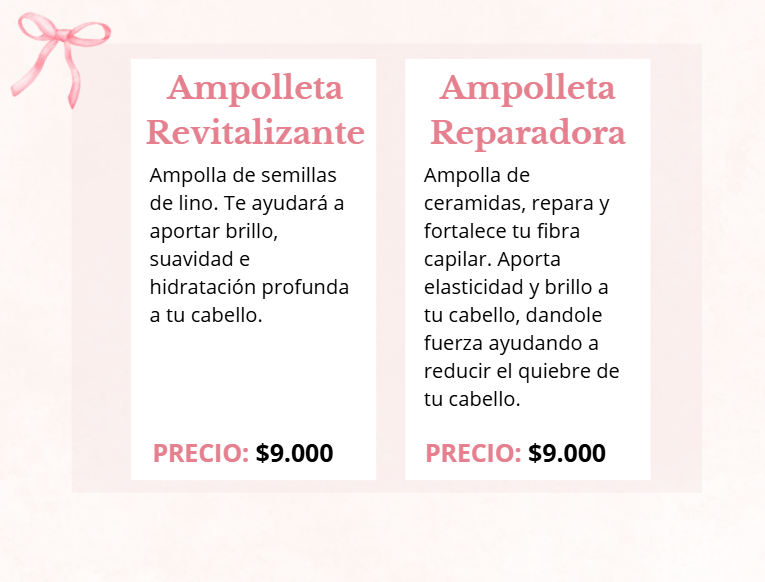 Ampolleta
Revitalizante
Ampolla de semillas
de lino. Te ayudará a
aportar brillo,
suavidad e
hidratación profunda
a tu cabello.
PRECIO: $9.000
Ampolleta
Reparadora
Ampolla de
ceramidas, repara y
fortalece tu fibra
capilar. Aporta
elasticidad y brillo a
tu cabello, dandole
fuerza ayudando a
reducir el quiebre de
tu cabello.
PRECIO: $9.000